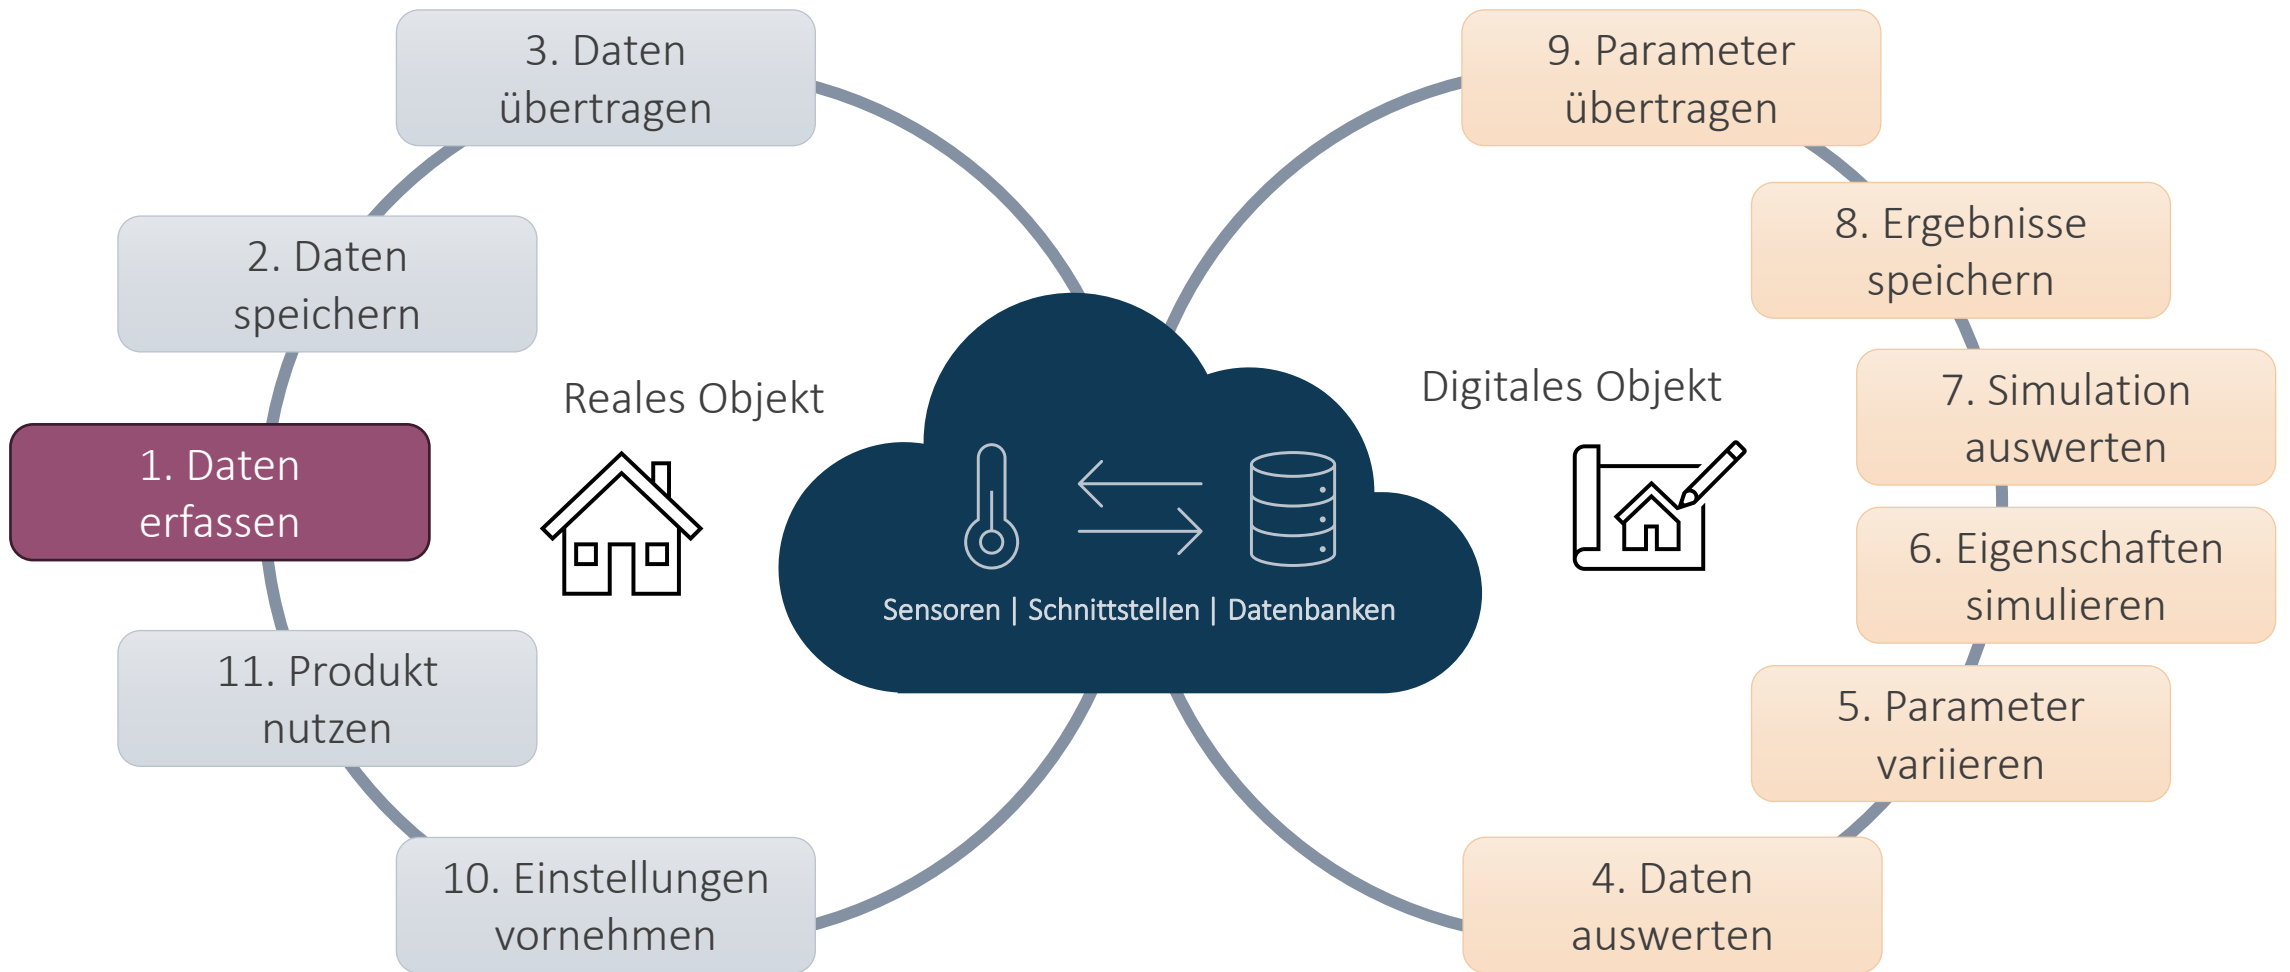 3. Daten
übertragen
9. Parameter
übertragen
2. Daten
speichern
8. Ergebnisse
speichern
Reales Objekt
Digitales Objekt
7. Simulation
auswerten
1. Daten
erfassen
6. Eigenschaften
simulieren
Sensoren | Schnittstellen | Datenbanken
11. Produkt
nutzen
5. Parameter
variieren
10. Einstellungen
vornehmen
4. Daten
auswerten